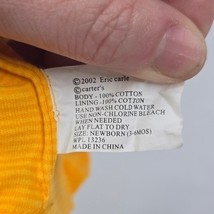 ©2002 Eric carle
©carter's
BODY - 100% COTTON
LINING - 100% COTTON
HAND WASH COLD WATER
USE NON-CHLORINE BLEACH
WHEN NEEDED
LAY FLAT TO DRY
SIZE: NEWBORN (3-6MOS)
WPL 13236
MADE IN CHINA